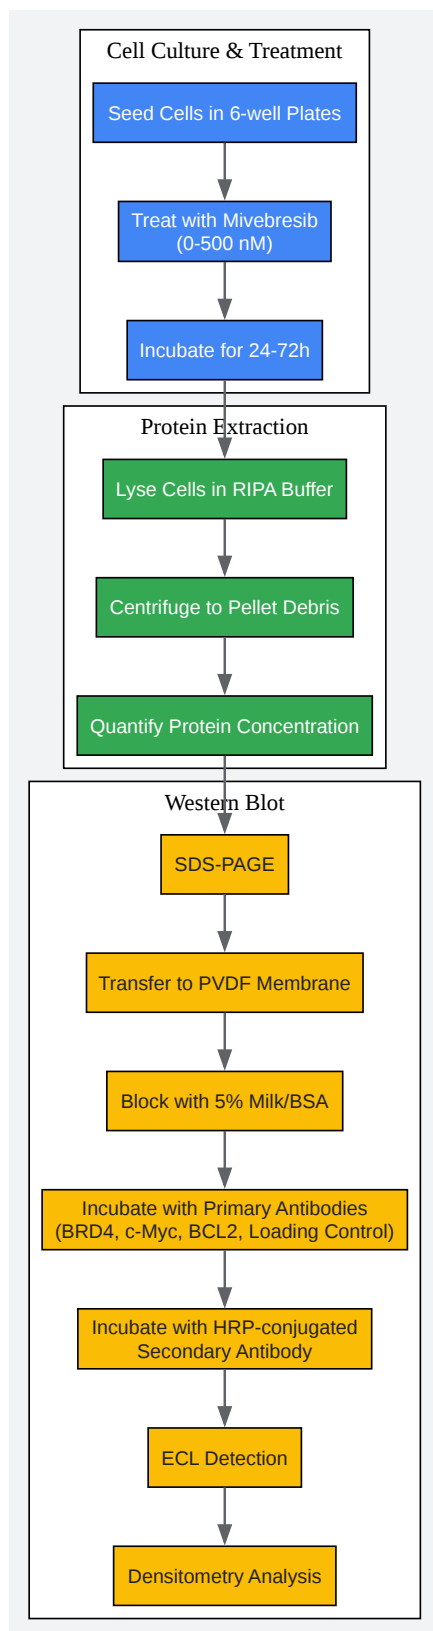 Cell Culture & Treatment
Seed Cells in 6-well Plates
Treat with Mivebresib
(0-500 nM)
Incubate for 24-72h
Protein Extraction
Lyse Cells in RIPA Buffer
Centrifuge to Pellet Debris
Quantify Protein Concentration
Western Blot
SDS-PAGE
Transfer to PVDF Membrane
Block with 5% Milk/BSA
Incubate with Primary Antibodies
(BRD4, c-Myc, BCL2, Loading Control)
Incubate with HRP-conjugated
Secondary Antibody
ECL Detection
Densitometry Analysis